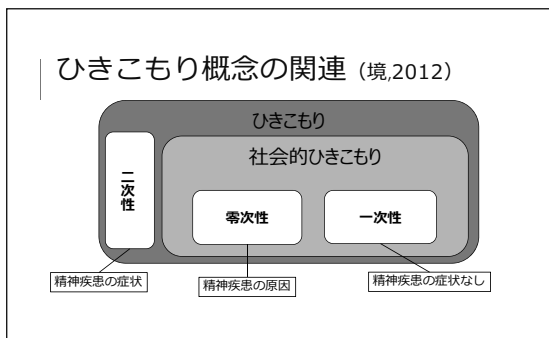 ひきこもり概念の関連（境,2012）
ひきこもり
社会的ひきこもり
二次性
零次性
一次性
精神疾患の症状
精神疾患の原因
精神疾患の症状なし